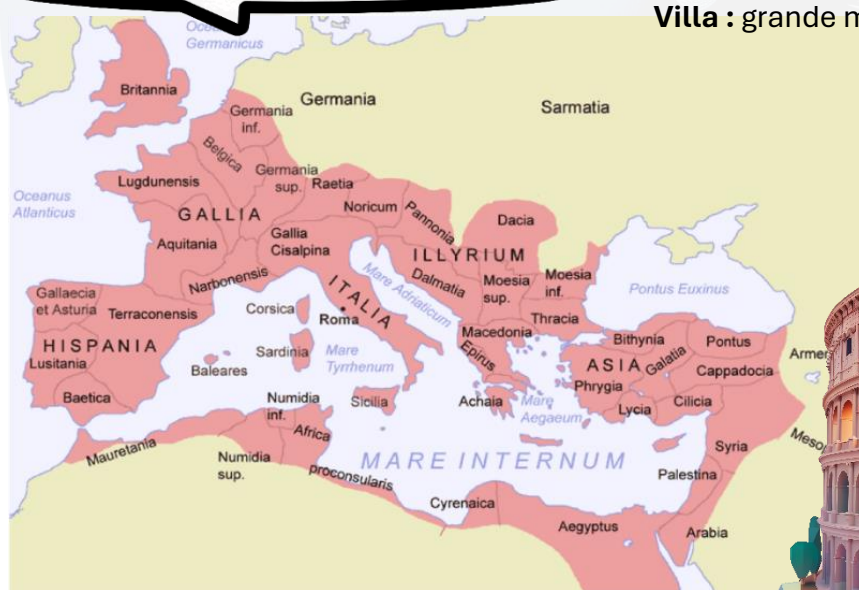 Villa : grande m
Oceanus
Germanicus
Britannia
Germania
Sarmatia
Germania
inf.
Belgica
Oceanus
Atlanticus
Lugdunensis
Germania
sup.
Raetia
Noricum
Pannonia
Dacia
GALLIA
Aquitania
Gallia
Cisalpina
ILLYRIUM
Dalmatia
Moesia
sup.
Moesia
inf.
Pontus Euxinus
Narbonensis
ITALIA
Mare Adriaticum
Gallaecia
et Asturia
Terraconensis
Corsica
Roma
Thracia
HISPANIA
Lusitania
Baetica
Baleares
Sardinia
Mare
Tyrrhenum
Macedonia
Epirus
Bithynia
Pontus
ASIA
Galatia
Cappadocia
Phrygia
Lycia
Cilicia
Numidia
inf.
Sicilia
Achaia
Mare
Aegaeum
Mauretania
Numidia
sup.
Africa
proconsularis
MARE INTERNUM
Syria
Palestina
Cyrenaica
Aegyptus
Arabia